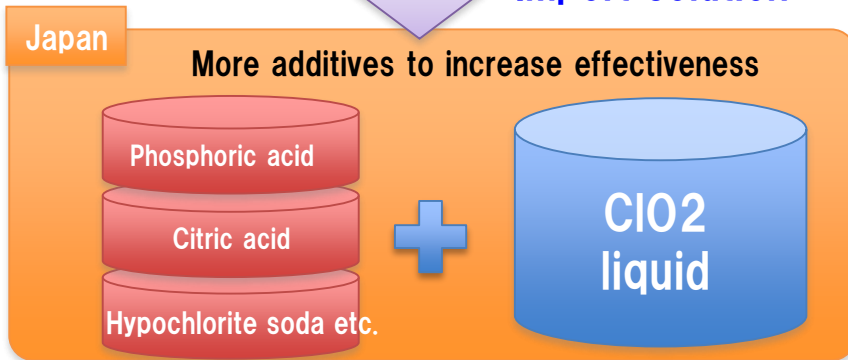 Japan
More additives to increase effectiveness
Phosphoric acid
Citric acid
Hypochlorite soda etc.
ClO2
liquid